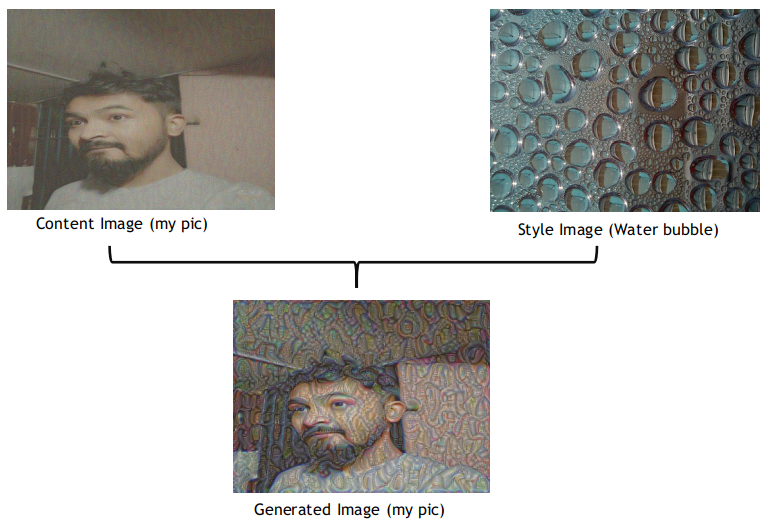 Content Image (my pic)
Style Image (Water bubble)
Generated Image (my pic)